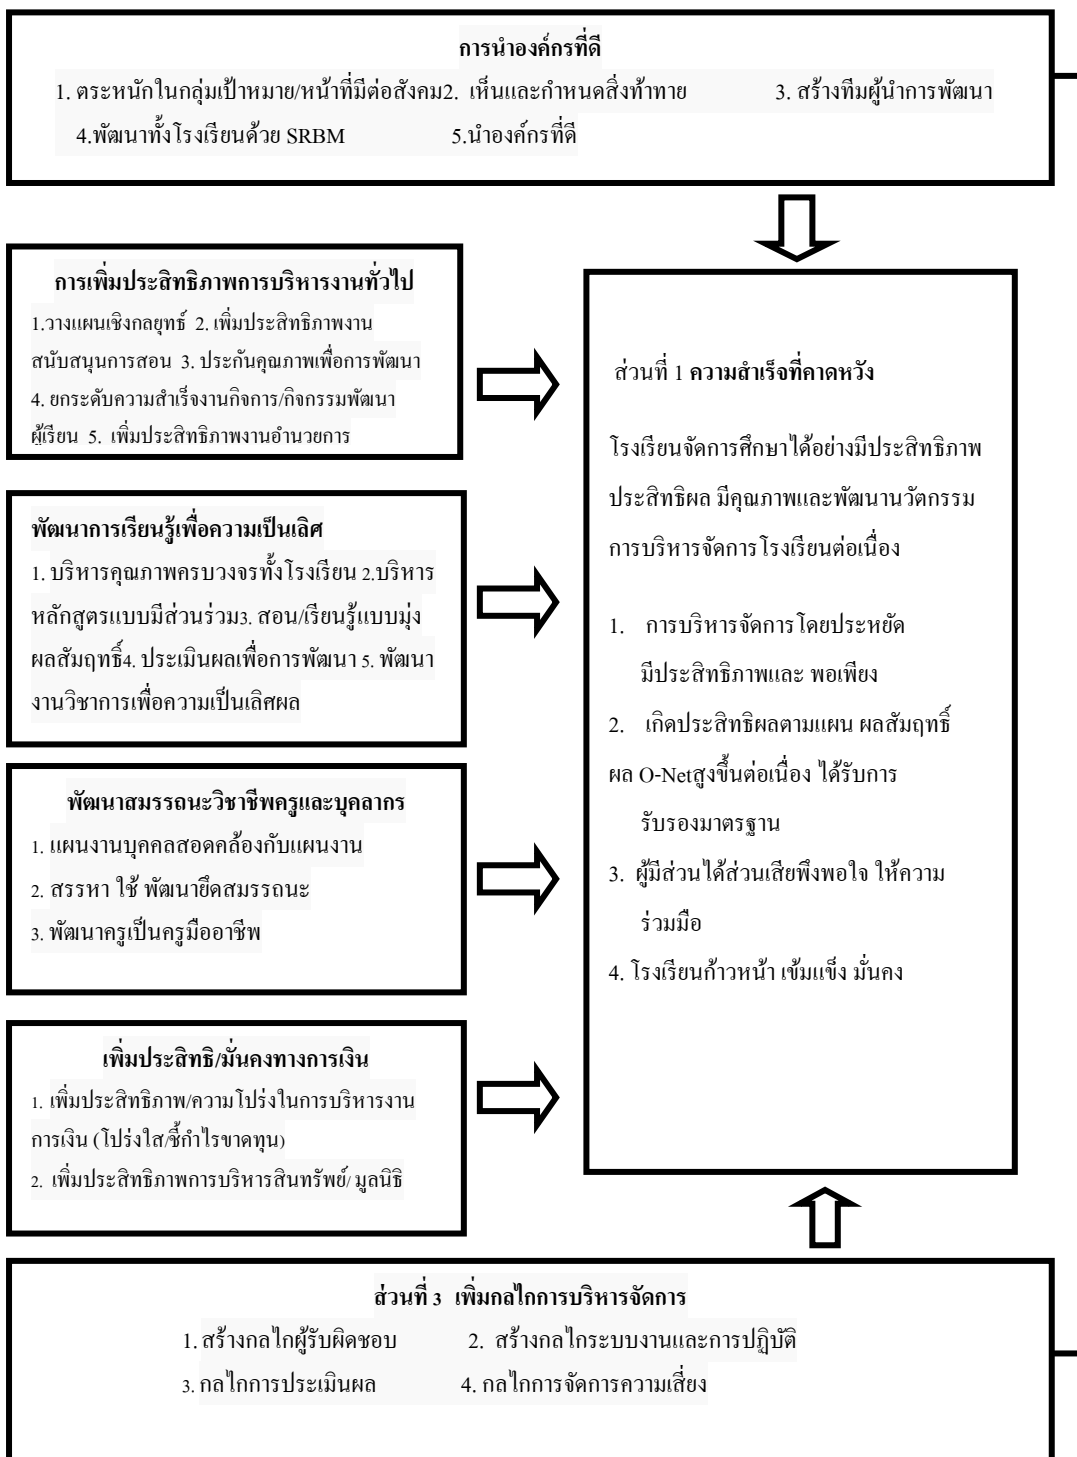 การนำองค์กรที่ดี
1. ตระหนักในกลุ่มเป้าหมาย/หน้าที่มีต่อสังคม2. เห็นและกำหนดสิ่งท้าทาย 3. สร้างทีมผู้นำการพัฒนา
4.พัฒนาทั้งโรงเรียนด้วย SRBM 5.นำองค์กรที่ดี
การเพิ่มประสิทธิภาพการบริหารงานทั่วไป
1.วางแผนเชิงกลยุทธ์ 2. เพิ่มประสิทธิภาพงาน
สนับสนุนการสอน 3. ประกันคุณภาพเพื่อการพัฒนา
4. ยกระดับความสำเร็จงานกิจการ/กิจกรรมพัฒนา
ผู้เรียน 5. เพิ่มประสิทธิภาพงานอำนวยการ
พัฒนาการเรียนรู้เพื่อความเป็นเลิศ
1. บริหารคุณภาพครบวงจรทั้งโรงเรียน 2.บริหาร
หลักสูตรแบบมีส่วนร่วม3. สอน/เรียนรู้แบบมุ่ง
ผลสัมฤทธิ์4. ประเมินผลเพื่อการพัฒนา 5. พัฒนา
งานวิชาการเพื่อความเป็นเลิศผล
พัฒนาสมรรถนะวิชาชีพครูและบุคลากร
1. แผนงานบุคคลสอดคล้องกับแผนงาน
2. สรรหา ใช้ พัฒนายึดสมรรถนะ
3. พัฒนาครูเป็นครูมืออาชีพ
เพิ่มประสิทธิ/มั่นคงทางการเงิน
1. เพิ่มประสิทธิภาพ/ความโปร่งในการบริหารงาน
การเงิน (โปร่งใส/ชี้กำไรขาดทุน)
2. เพิ่มประสิทธิภาพการบริหารสินทรัพย์/ มูลนิธิ
ส่วนที่ 1 ความสำเร็จที่คาดหวัง
โรงเรียนจัดการศึกษาได้อย่างมีประสิทธิภาพ
ประสิทธิผล มีคุณภาพและพัฒนานวัตกรรม
การบริหารจัดการโรงเรียนต่อเนื่อง
1. การบริหารจัดการโดยประหยัด
มีประสิทธิภาพและ พอเพียง
2. เกิดประสิทธิผลตามแผน ผลสัมฤทธิ์
ผล O-Netสูงขึ้นต่อเนื่อง ได้รับการ
รับรองมาตรฐาน
3. ผู้มีส่วนได้ส่วนเสียพึงพอใจ ให้ความ
ร่วมมือ
4. โรงเรียนก้าวหน้า เข้มแข็ง มั่นคง
ส่วนที่ 3 เพิ่มกลไกการบริหารจัดการ
1. สร้างกลไกผู้รับผิดชอบ 2. สร้างกลไกระบบงานและการปฏิบัติ
3. กลไกการประเมินผล 4. กลไกการจัดการความเสี่ยง